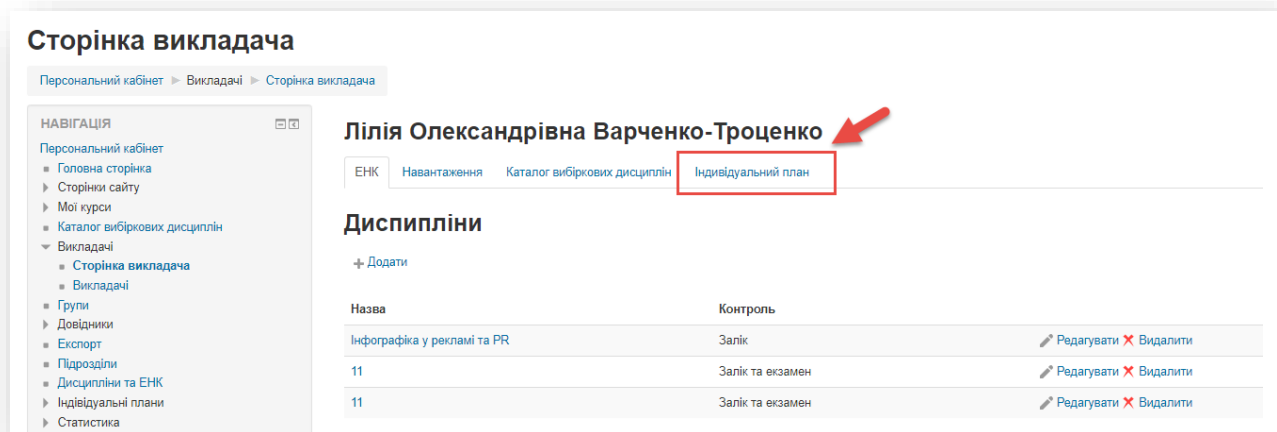 Сторінка викладача
Персональний кабінет ► Викладачі ► Сторінка викладача
НАВІГАЦІЯ
Персональний кабінет
Головна сторінка
Сторінки сайту
Мої курси
Каталог вибіркових дисциплін
Викладачі
Сторінка викладача
Викладачі
Групи
Довідники
Експорт
Підрозділи
Дисципліни та ЕНК
Індівідуальні плани
Статистика
Лілія Олександрівна Варченко-Троценко
ЕНК Навантаження Каталог вибіркових дисциплін Індивідуальний план
Диспипліни
Додати
Назва Контроль
Інфографіка у рекламі та PR Залік Редагувати Видалити
11 Залік та екзамен Редагувати Видалити
11 Залік та екзамен Редагувати Видалити